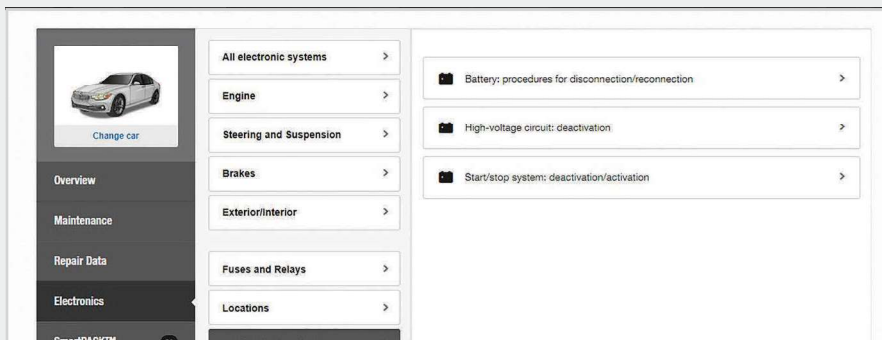 Change car
Overview
Maintenance
Repair Data
Electronics
All electronic systems
Engine
Steering and Suspension
Brakes
Exterior/Interior
Fuses and Relays
Locations
Battery: procedures for disconnection/reconnection
High-voltage circuit: deactivation
Start/stop system: deactivation/activation